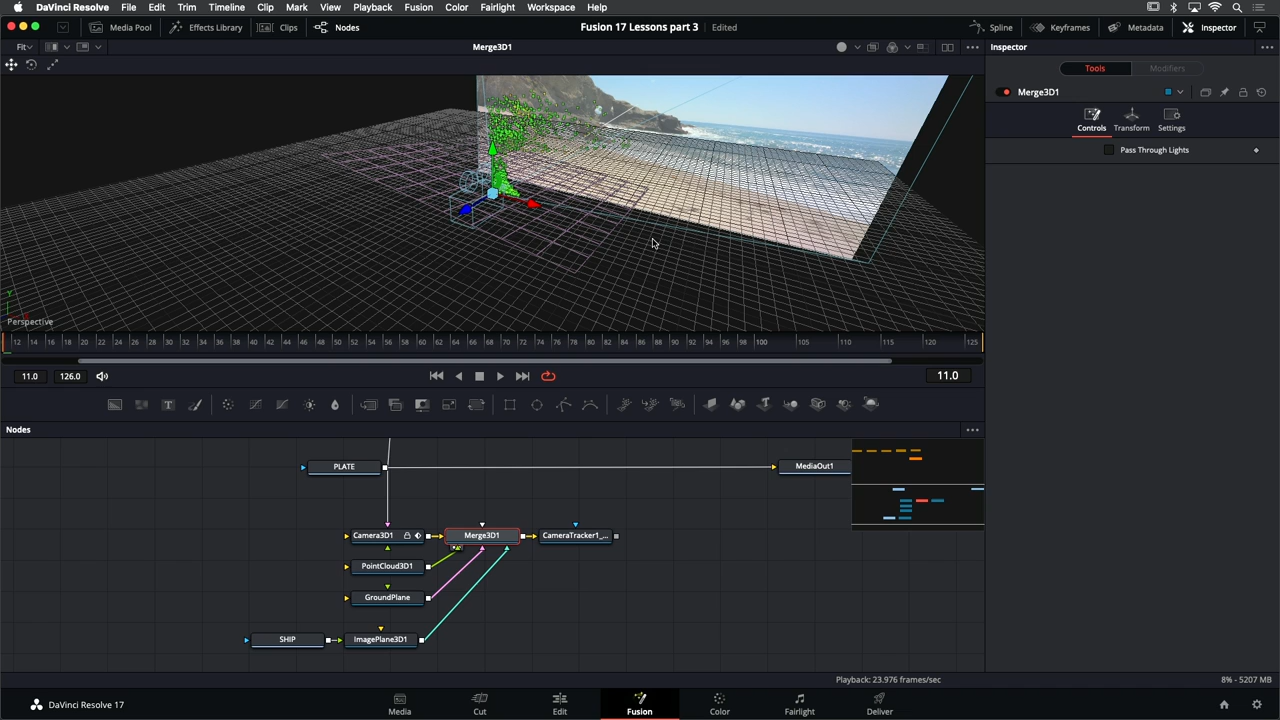 DaVinci Resolve File Edit Trim Timeline Clip Mark View Playback Fusion Color Fairlight Workspace Help
Media Pool Effects Library Clips Nodes Fusion 17 Lessons part 3 Edited Spline Keyframes Metadata Inspector
Fit Merge3D1 Inspector
Tools Modifiers
Merge3D1
Controls Transform Settings
Pass Through Lights
Y
Perspective
12 14 16 18 20 22 24 26 28 30 32 34 36 38 40 42 44 46 48 50 52 54 56 58 60 62 64 66 68 70 72 74 76 78 80 82 84 86 88 90 92 94 96 98 100 105 110 115 120 125
11.0 126.0 11.0
Nodes
PLATE MediaOut1
Camera3D1 Merge3D1 CameraTracker1_...
PointCloud3D1
GroundPlane
SHIP ImagePlane3D1
Playback: 23.976 frames/sec 8% - 5207 MB
DaVinci Resolve 17 Media Cut Edit Fusion Color Fairlight Deliver